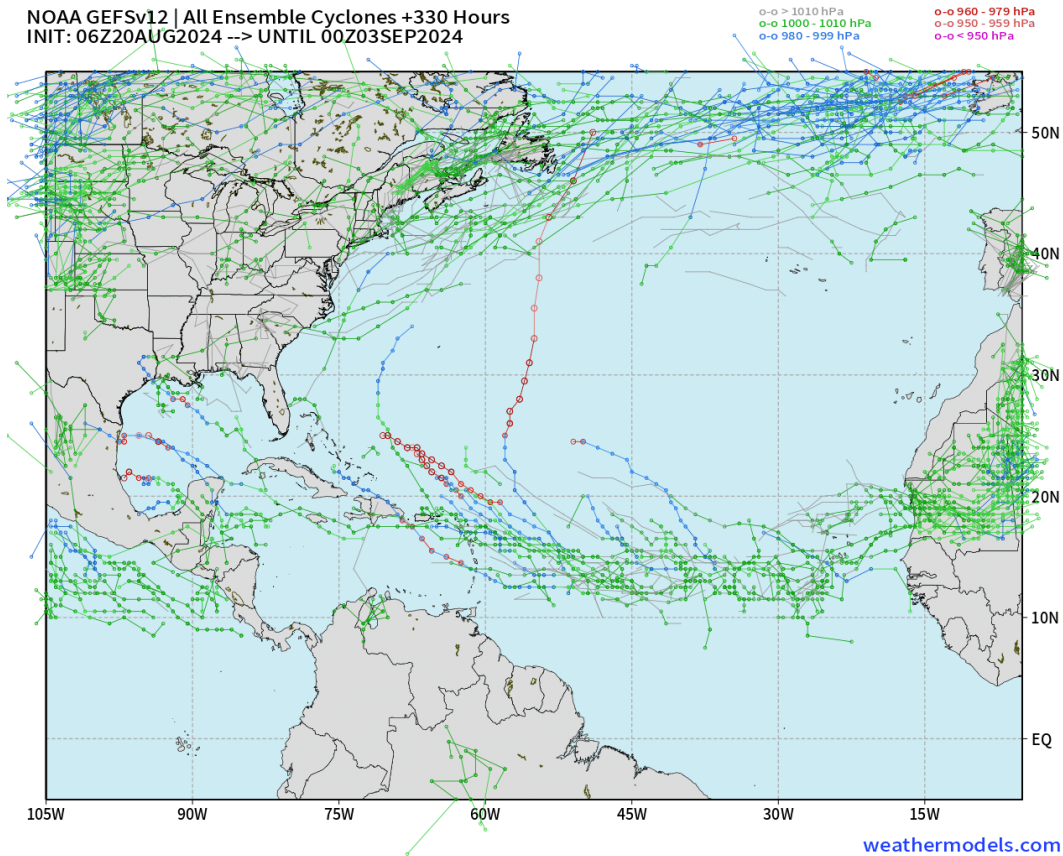 NOAA GEFSv12 | All Ensemble Cyclones +330 Hours
INIT: 06Z20AUG2024 --> UNTIL 00Z03SEP2024
o-o > 1010 hPa
o-o 1000 - 1010 hPa
o-o 980 - 999 hPa
o-o 960 - 979 hPa
o-o 950 - 959 hPa
o-o < 950 hPa
50N
40N
30N
20N
10N
EQ
105W 90W 75W 60W 45W 30W 15W
weathermodels.com